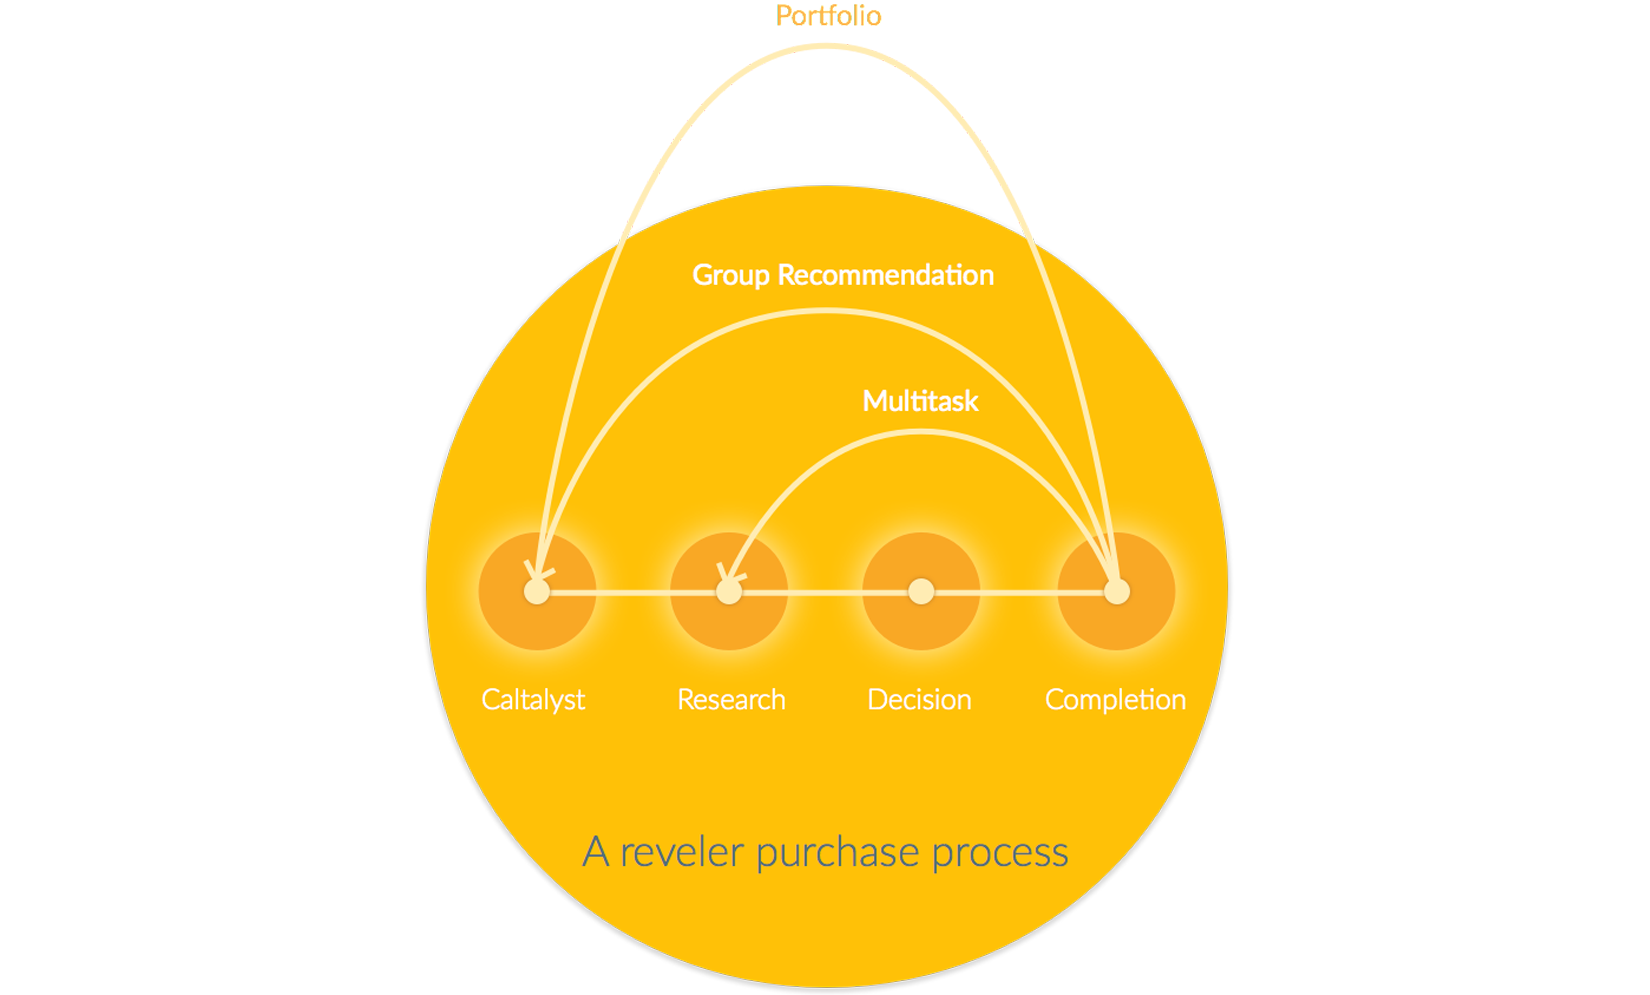 Portfolio
Group Recommendation
Multitask
Caltalyst Research Decision Completion
A reveler purchase process